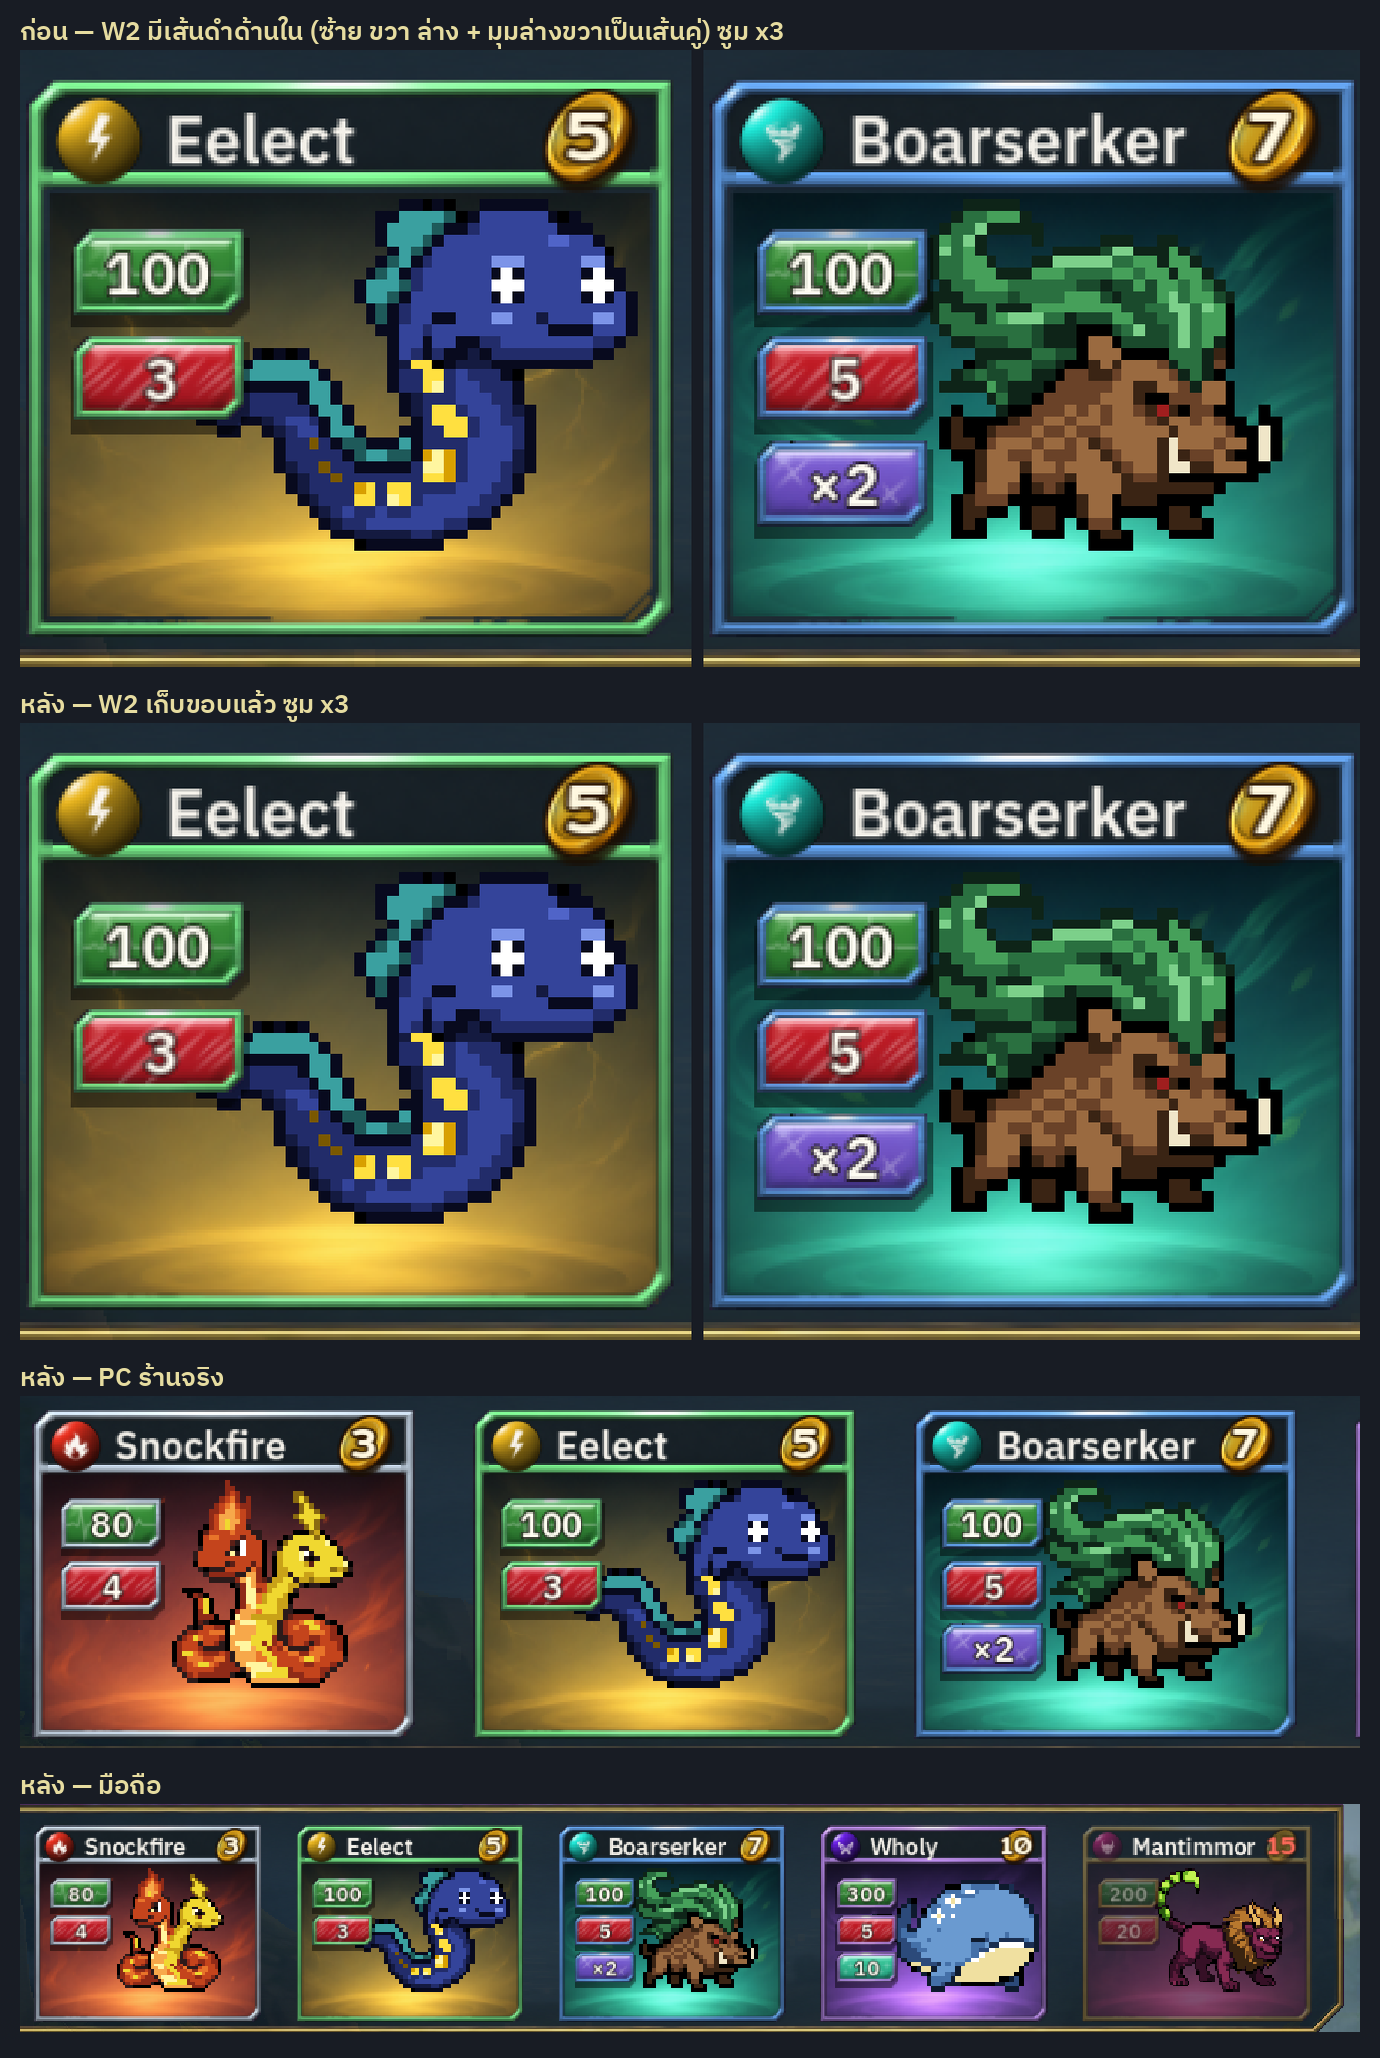 ก่อน — W2 มีเส้นดำด้านใน (ซ้าย ขวา ล่าง + มุมล่างขวาเป็นเส้นคู่) ซูม x3
Eelect 5
100
3
Boarserker 7
100
5
×2
หลัง — W2 เก็บขอบแล้ว ซูม x3
Eelect 5
100
3
Boarserker 7
100
5
×2
หลัง — PC ร้านจริง
Snockfire 3
80
4
Eelect 5
100
3
Boarserker 7
100
5
×2
หลัง — มือถือ
Snockfire 3
80
4
Eelect 5
100
3
Boarserker 7
100
5
×2
Wholy 10
300
5
10
Mantimmor 15
200
20